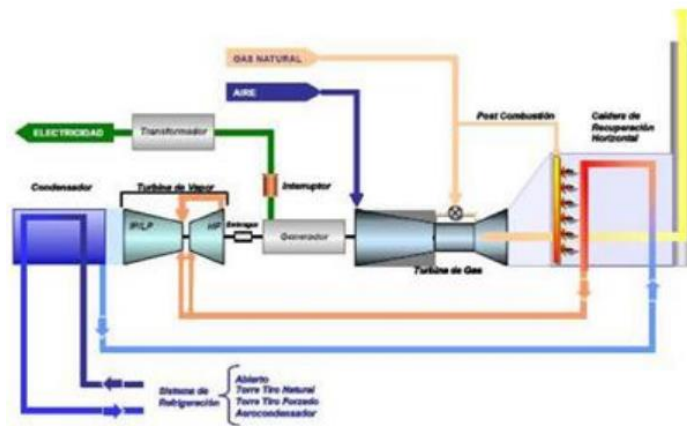 GAS NATURAL
AIRE
Post Combustión
Caldera de
Recuperación
Horizontal
ELECTRICIDAD
Transformador
Condensador
Turbina de Vapor
Interruptor
IP/LP
HP
Embrague
Generador
Turbina de Gas
Sistema de
Refrigeración
Abierto
Torre Tiro Natural
Torre Tiro Forzado
Aerocondensador